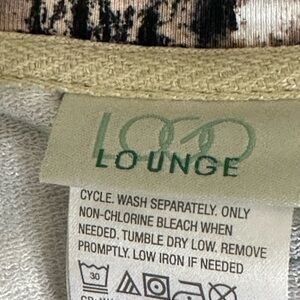 LOGO
LOUNGE
CYCLE. WASH SEPARATELY. ONLY
NON-CHLORINE BLEACH WHEN
NEEDED. TUMBLE DRY LOW. REMOVE
PROMPTLY. LOW IRON IF NEEDED
30